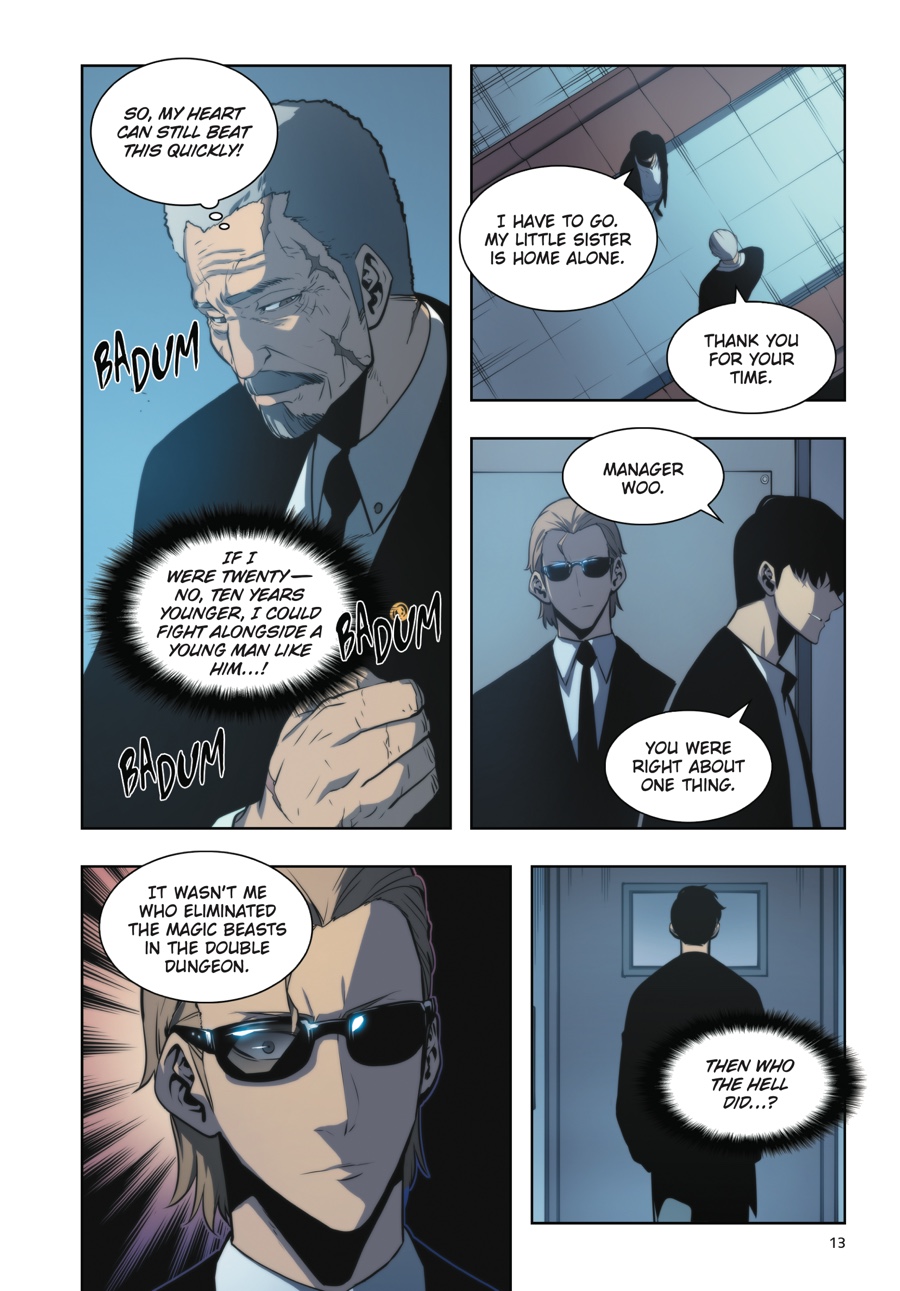 SO, MY HEART
CAN STILL BEAT
THIS QUICKLY!
BADUM
IF I
WERE TWENTY—
NO, TEN YEARS
YOUNGER, I COULD
FIGHT ALONGSIDE A
YOUNG MAN LIKE
HIM...!
BADUM
BADUM
I HAVE TO GO.
MY LITTLE SISTER
IS HOME ALONE.
THANK YOU
FOR YOUR
TIME.
MANAGER
WOO.
YOU WERE
RIGHT ABOUT
ONE THING.
IT WASN'T ME
WHO ELIMINATED
THE MAGIC BEASTS
IN THE DOUBLE
DUNGEON.
THEN WHO
THE HELL
DID...?
13